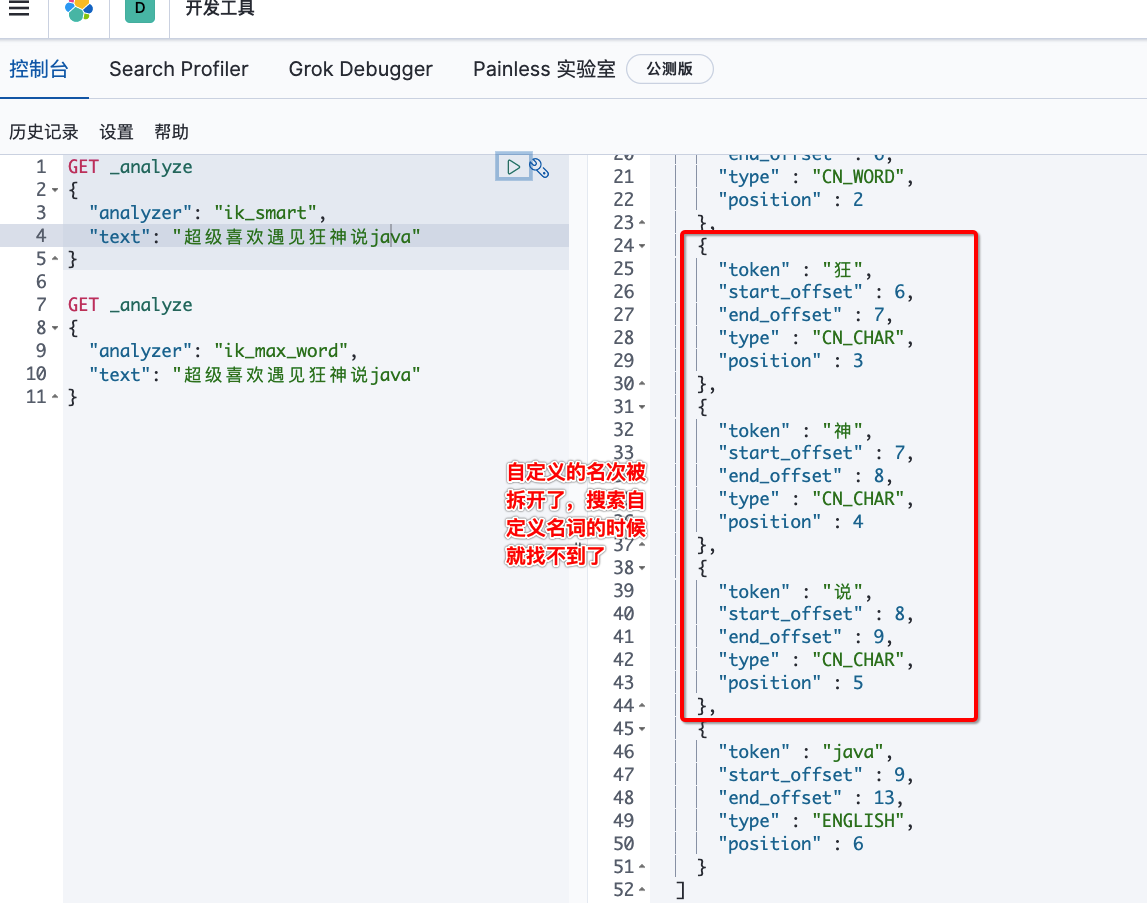 D
开发工具
控制台 Search Profiler Grok Debugger Painless 实验室 公测版
历史记录 设置 帮助
1 GET _analyze
2 {
3 "analyzer": "ik_smart",
4 "text": "超级喜欢遇见狂神说java"
5 }
6
7 GET _analyze
8 {
9 "analyzer": "ik_max_word",
10 "text": "超级喜欢遇见狂神说java"
11 }
自定义的名次被
拆开了，搜索自
定义名词的时候
就找不到了
20 "end_offset" : 6,
21 "type" : "CN_WORD",
22 "position" : 2
23 },
24 {
25 "token" : "狂",
26 "start_offset" : 6,
27 "end_offset" : 7,
28 "type" : "CN_CHAR",
29 "position" : 3
30 },
31 {
32 "token" : "神",
33 "start_offset" : 7,
"end_offset" : 8,
"type" : "CN_CHAR",
"position" : 4
37 },
38 {
39 "token" : "说",
40 "start_offset" : 8,
41 "end_offset" : 9,
42 "type" : "CN_CHAR",
43 "position" : 5
44 },
45 {
46 "token" : "java",
47 "start_offset" : 9,
48 "end_offset" : 13,
49 "type" : "ENGLISH",
50 "position" : 6
51 }
52 ]